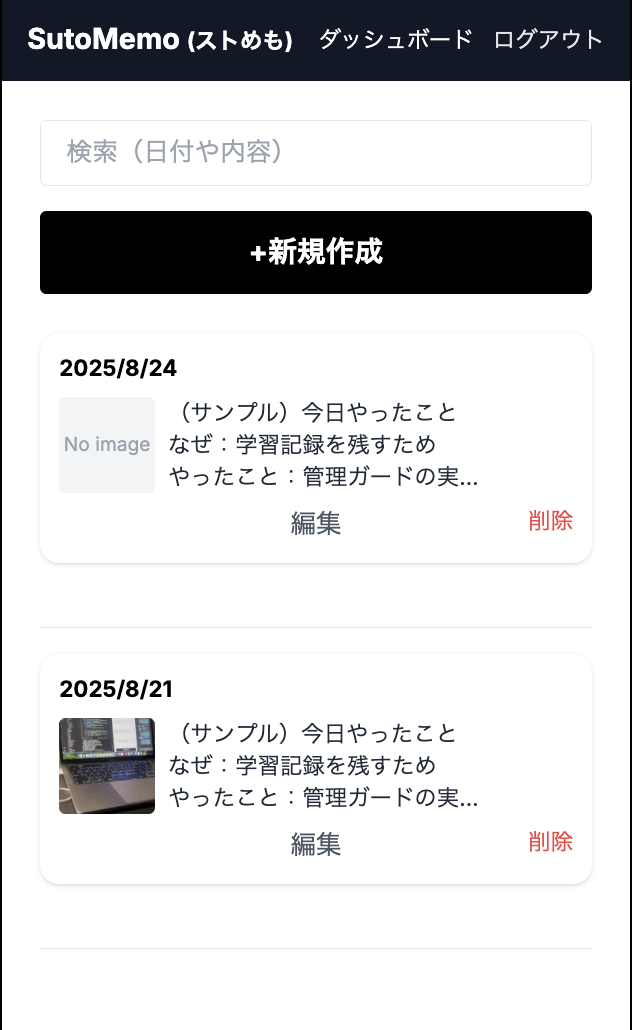 SutoMemo (ストめも) ダッシュボード ログアウト
検索（日付や内容）
+新規作成
2025/8/24
No image
（サンプル）今日やったこと
なぜ：学習記録を残すため
やったこと：管理ガードの実...
編集 削除
2025/8/21
（サンプル）今日やったこと
なぜ：学習記録を残すため
やったこと：管理ガードの実...
編集 削除